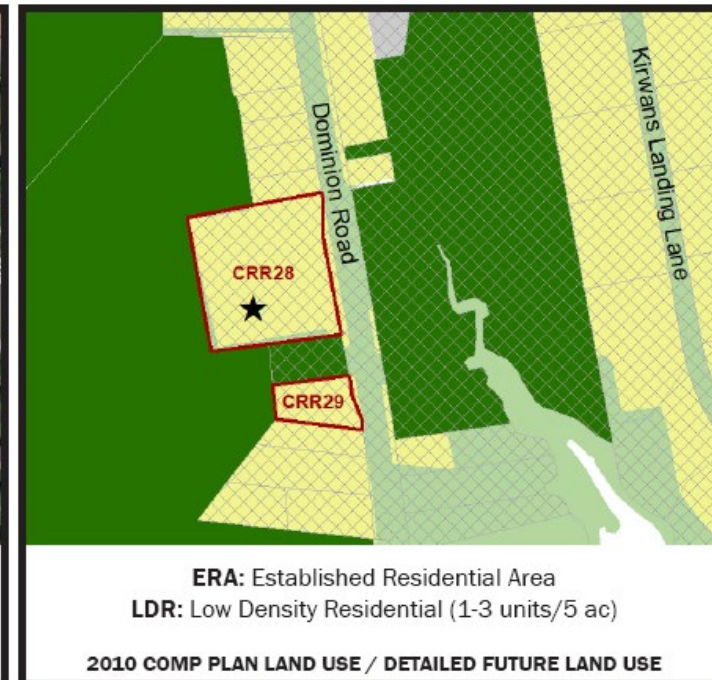 Dominion Road
Kirwans Landing Lane
CRR28
CRR29
ERA: Established Residential Area
LDR: Low Density Residential (1-3 units/5 ac)
2010 COMP PLAN LAND USE / DETAILED FUTURE LAND USE